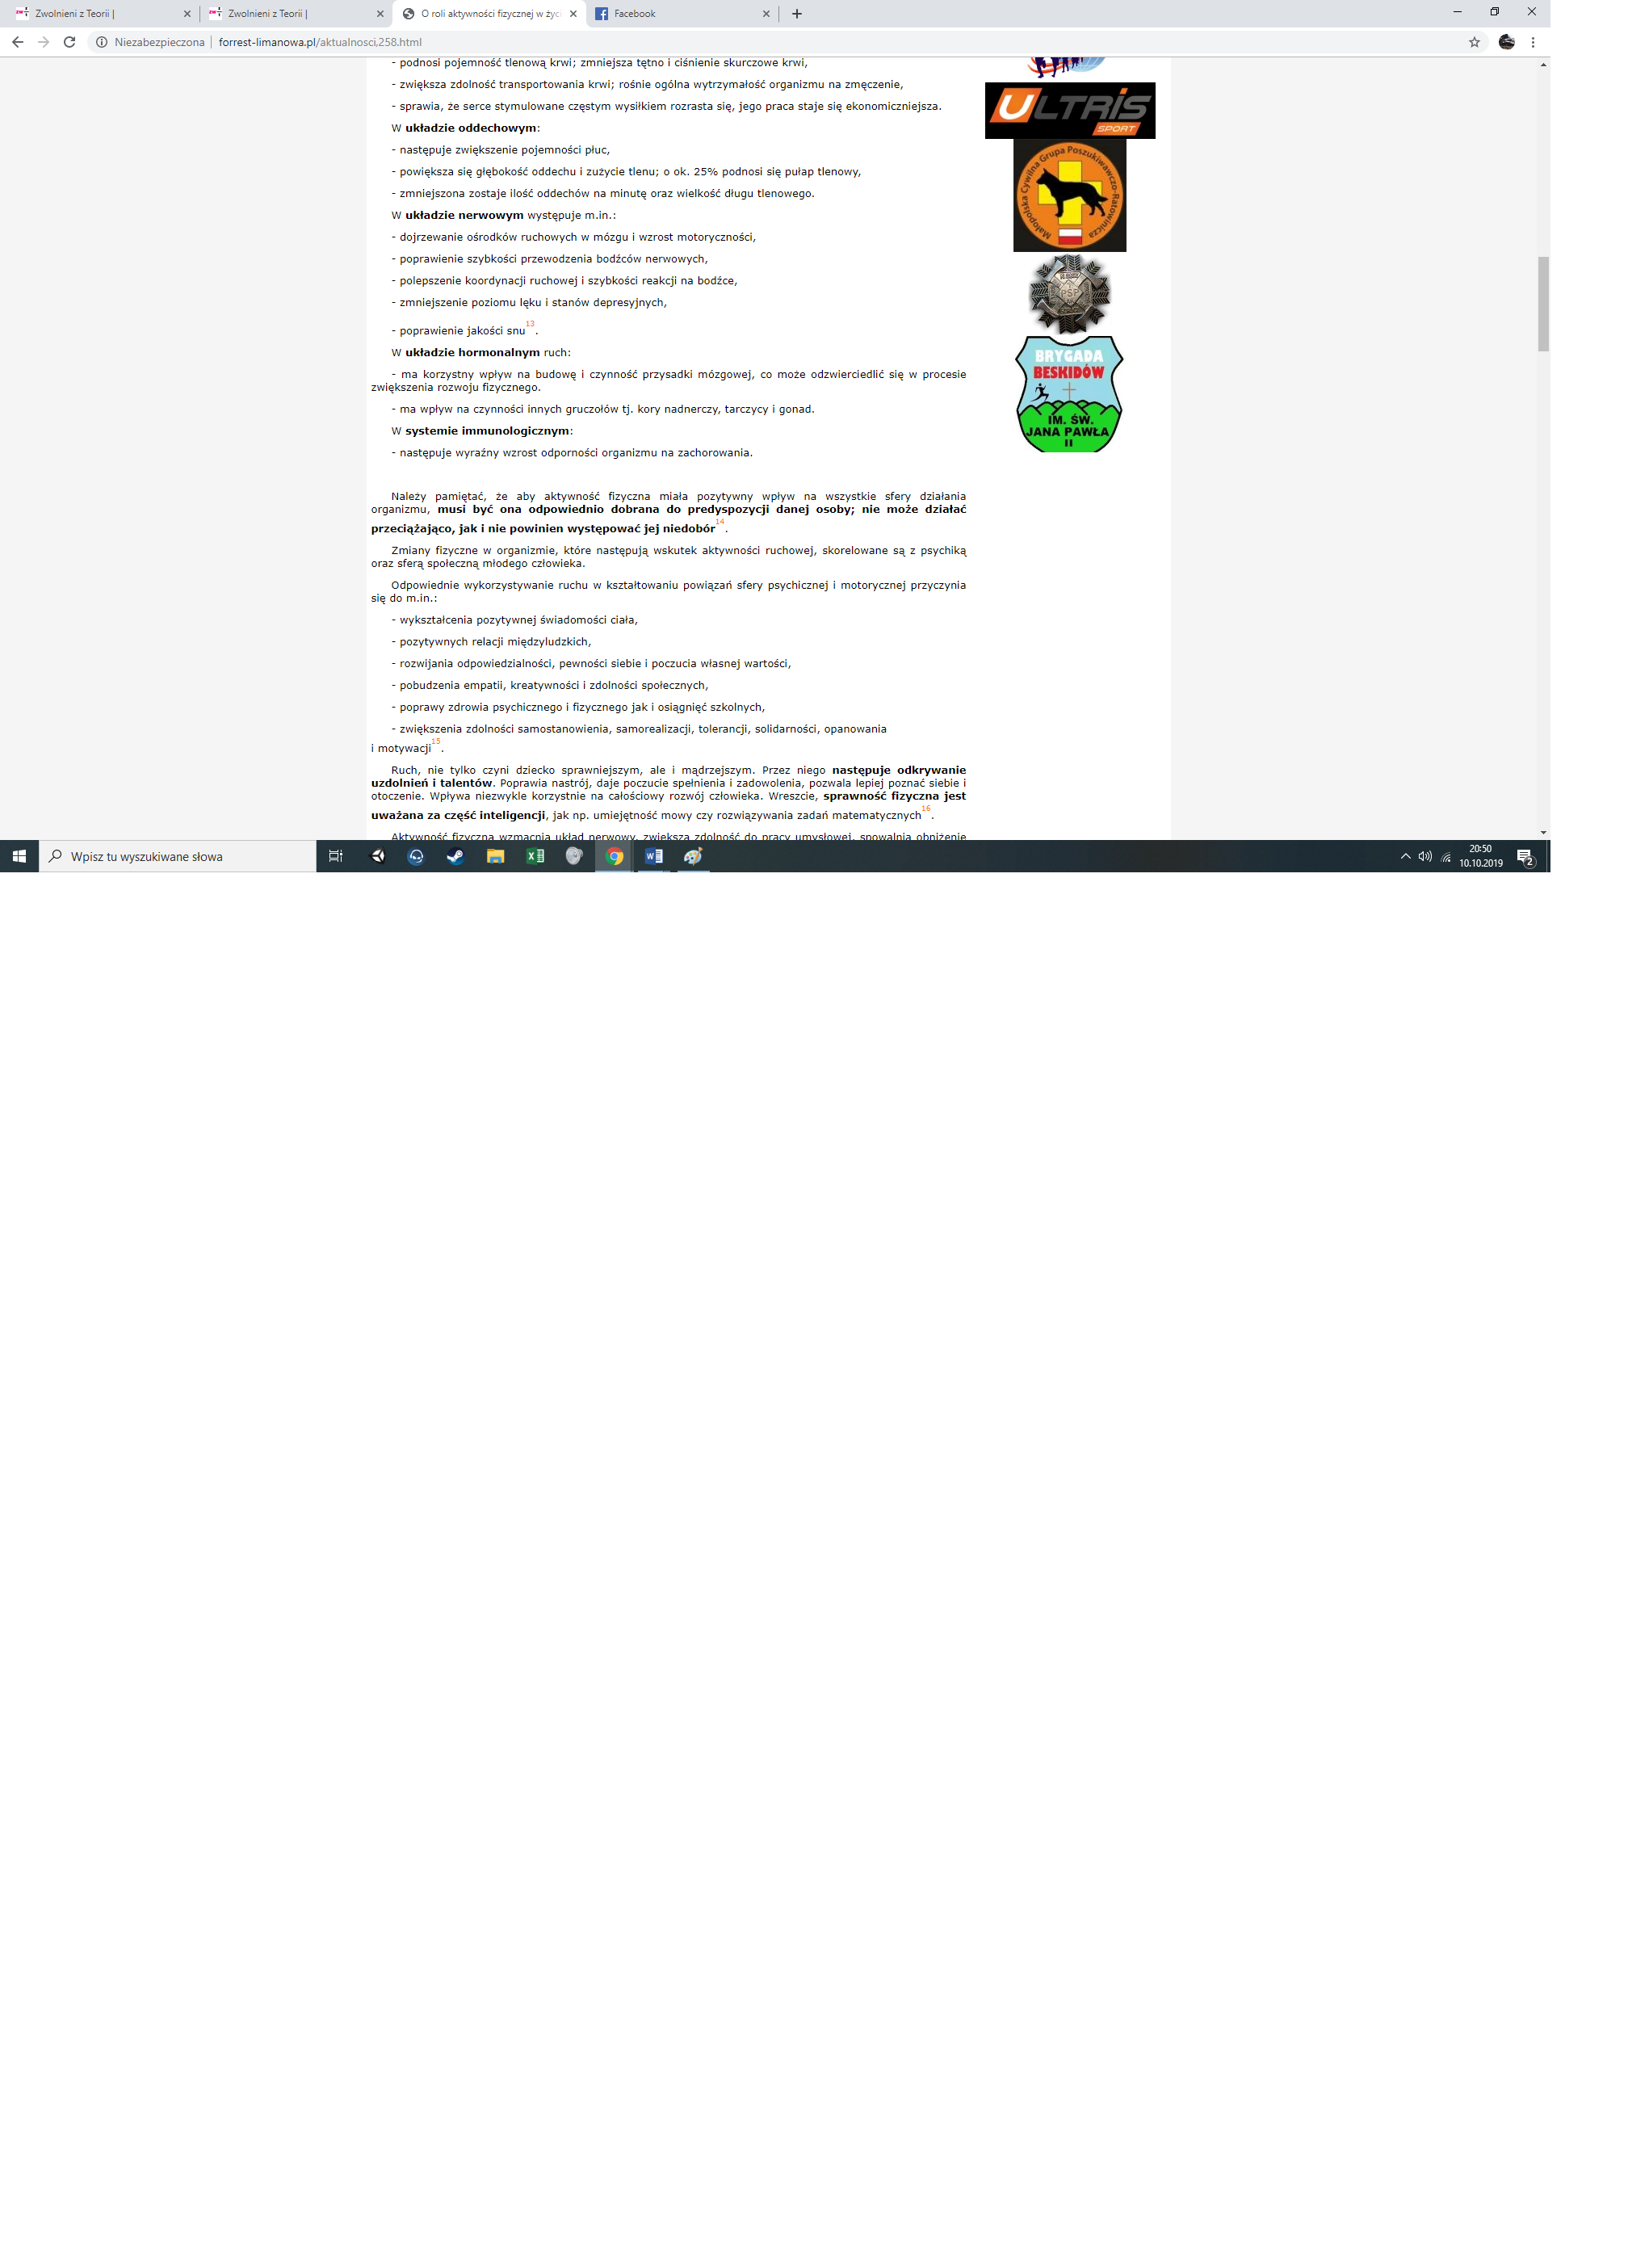 Zwolnieni z Teorii |
Zwolnieni z Teorii |
O roli aktywności fizycznej w życi
Facebook
Niezabezpieczona | forrest-limanowa.pl/aktualnosci,258.html
- podnosi pojemność tlenową krwi; zmniejsza tętno i ciśnienie skurczowe krwi,
- zwiększa zdolność transportowania krwi; rośnie ogólna wytrzymałość organizmu na zmęczenie,
- sprawia, że serce stymulowane częstym wysiłkiem rozrasta się, jego praca staje się ekonomiczniejsza.
W układzie oddechowym:
- następuje zwiększenie pojemności płuc,
- powiększa się głębokość oddechu i zużycie tlenu; o ok. 25% podnosi się pułap tlenowy,
- zmniejszona zostaje ilość oddechów na minutę oraz wielkość długu tlenowego.
W układzie nerwowym występuje m.in.:
- dojrzewanie ośrodków ruchowych w mózgu i wzrost motoryczności,
- poprawienie szybkości przewodzenia bodźców nerwowych,
- polepszenie koordynacji ruchowej i szybkości reakcji na bodźce,
- zmniejszenie poziomu lęku i stanów depresyjnych,
- poprawienie jakości snu13.
W układzie hormonalnym ruch:
- ma korzystny wpływ na budowę i czynność przysadki mózgowej, co może odzwierciedlić się w procesie
zwiększenia rozwoju fizycznego.
- ma wpływ na czynności innych gruczołów tj. kory nadnerczy, tarczycy i gonad.
W systemie immunologicznym:
- następuje wyraźny wzrost odporności organizmu na zachorowania.
Należy pamiętać, że aby aktywność fizyczna miała pozytywny wpływ na wszystkie sfery działania
organizmu, musi być ona odpowiednio dobrana do predyspozycji danej osoby; nie może działać
przeciążająco, jak i nie powinien występować jej niedobór14.
Zmiany fizyczne w organizmie, które następują wskutek aktywności ruchowej, skorelowane są z psychiką
oraz sferą społeczną młodego człowieka.
Odpowiednie wykorzystywanie ruchu w kształtowaniu powiązań sfery psychicznej i motorycznej przyczynia
się do m.in.:
- wykształcenia pozytywnej świadomości ciała,
- pozytywnych relacji międzyludzkich,
- rozwijania odpowiedzialności, pewności siebie i poczucia własnej wartości,
- pobudzenia empatii, kreatywności i zdolności społecznych,
- poprawy zdrowia psychicznego i fizycznego jak i osiągnięć szkolnych,
- zwiększenia zdolności samostanowienia, samorealizacji, tolerancji, solidarności, opanowania
i motywacji15.
Ruch, nie tylko czyni dziecko sprawniejszym, ale i mądrzejszym. Przez niego następuje odkrywanie
uzdolnień i talentów. Poprawia nastrój, daje poczucie spełnienia i zadowolenia, pozwala lepiej poznać siebie i
otoczenie. Wpływa niezwykle korzystnie na całościowy rozwój człowieka. Wreszcie, sprawność fizyczna jest
uważana za część inteligencji, jak np. umiejętność mowy czy rozwiązywania zadań matematycznych16.
Aktywność fizyczna wzmacnia układ nerwowy, zwiększa zdolność do pracy umysłowej, spowalnia obniżenie
ULTRIS
SPORT
Małopolska Cywilna Grupa Poszukiwawczo-Ratownicza
PSP
BRYGADA
BESKIDÓW
IM. ŚW.
JANA PAWŁA
II
Wpisz tu wyszukiwane słowa
20:50
10.10.2019
2